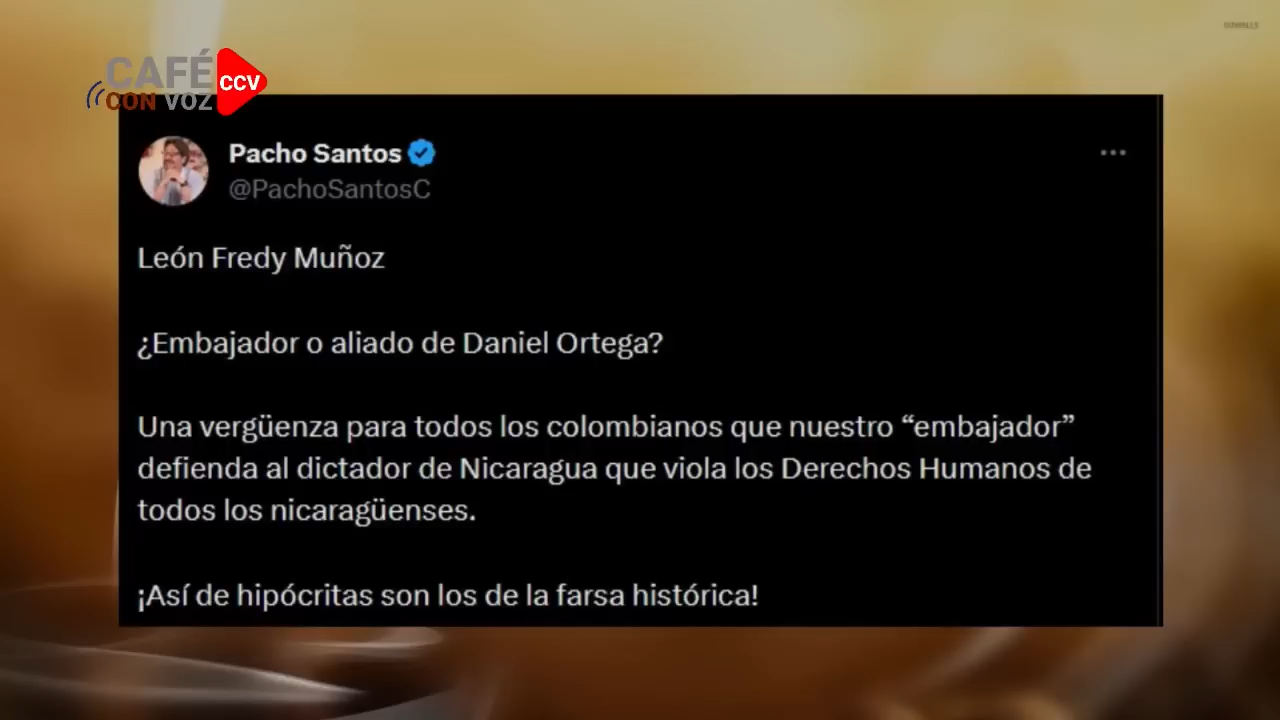 CAFÉ
CON VOZ
CCV
Pacho Santos
@PachoSantosC
León Fredy Muñoz
¿Embajador o aliado de Daniel Ortega?
Una vergüenza para todos los colombianos que nuestro “embajador”
defienda al dictador de Nicaragua que viola los Derechos Humanos de
todos los nicaragüenses.
¡Así de hipócritas son los de la farsa histórica!